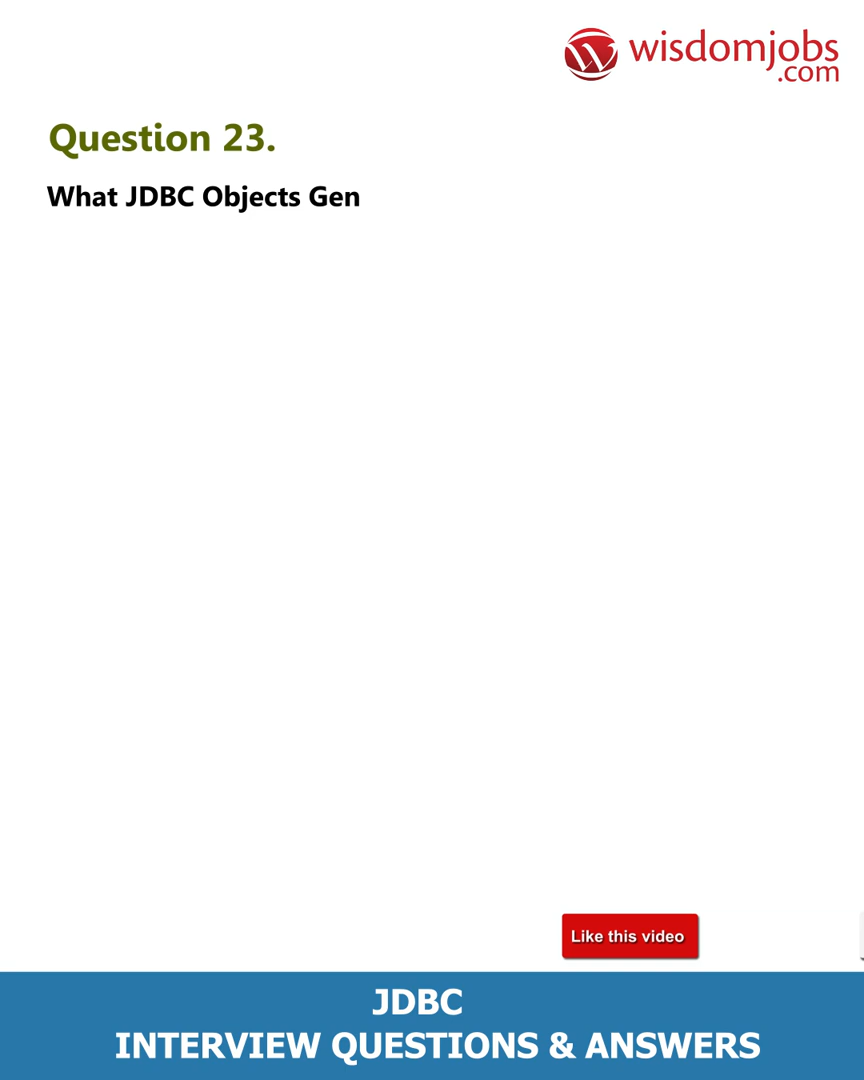 wisdomjobs
.com
Question 23.
What JDBC Objects Gen
Like this video
JDBC
INTERVIEW QUESTIONS & ANSWERS